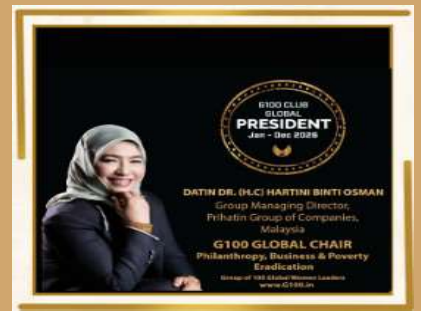 G100 CLUB
GLOBAL
PRESIDENT
Jan - Dec 2026
DATIN DR. (H.C) HARTINI BINTI OSMAN
Group Managing Director,
Prihatin Group of Companies,
Malaysia
G100 GLOBAL CHAIR
Philanthropy, Business & Poverty
Eradication
Group of 100 Global Women Leaders
www.G100.in